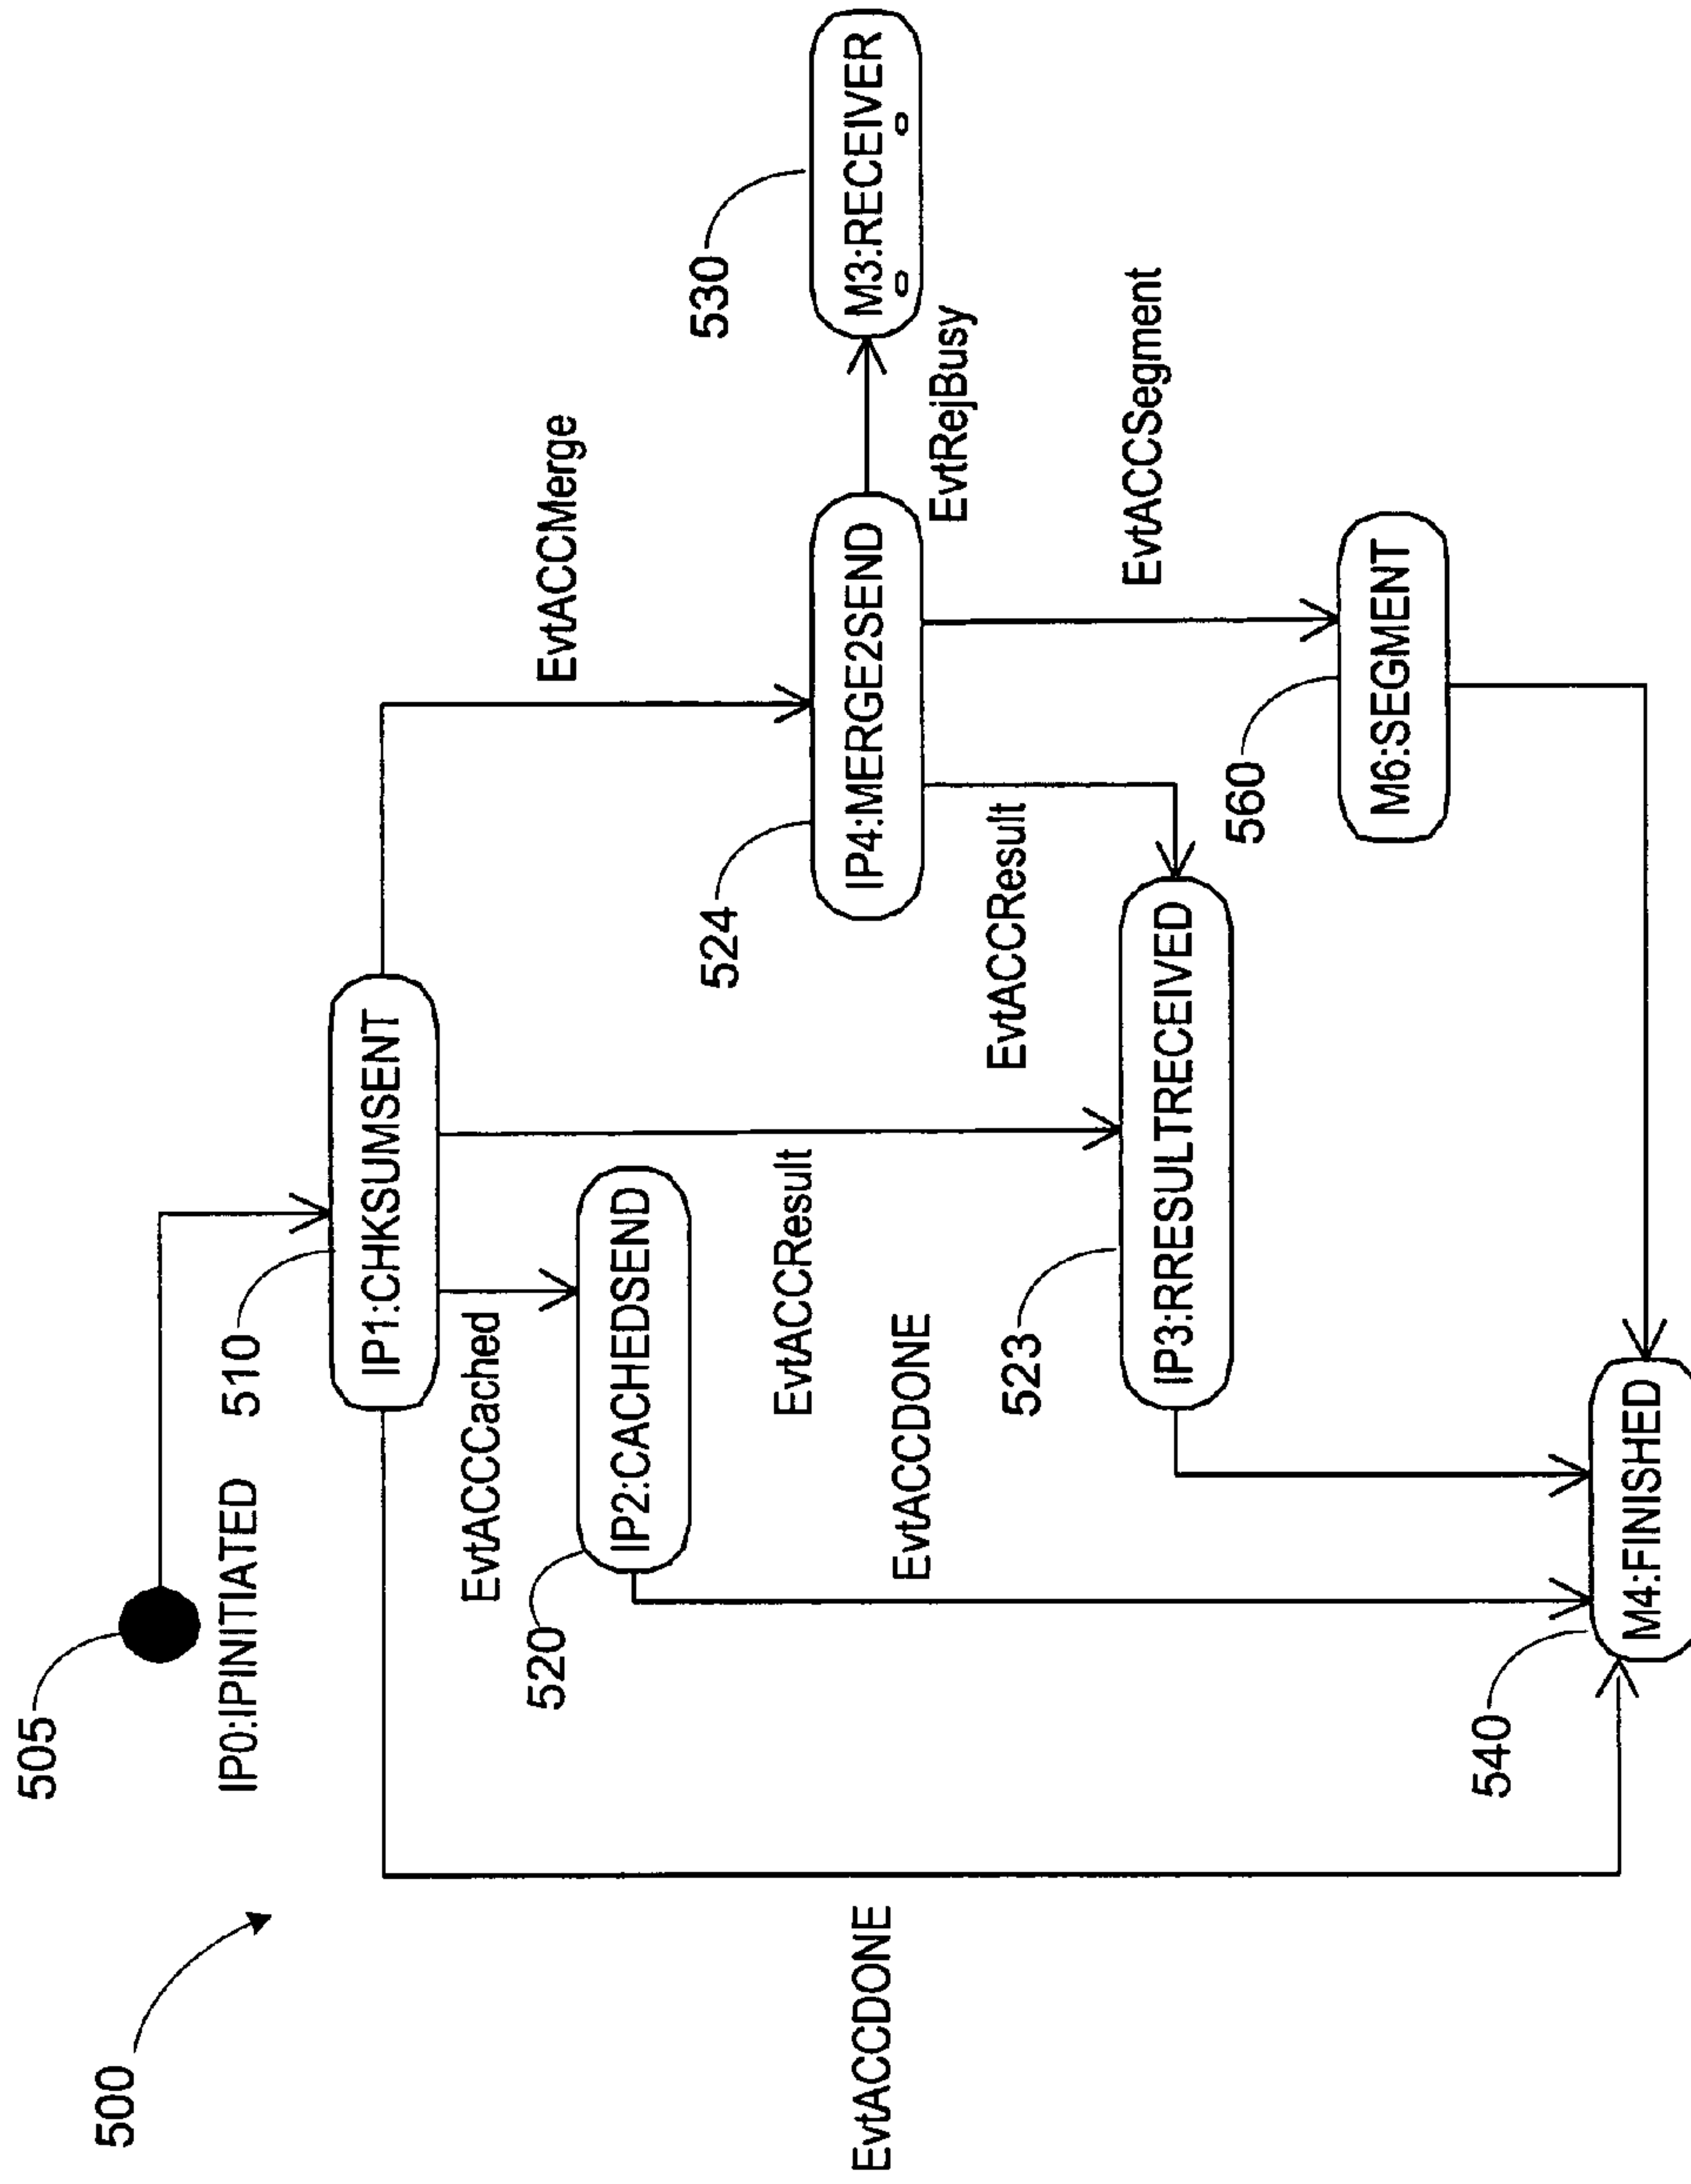 500
505
IP0:IPINITIATED
510
IP1:CHKSUMSENT
EvtACCDONE
EvtACCCached
520
IP2:CACHEDSEND
EvtACCResult
EvtACCDONE
EvtACCMerge
524
IP4:MERGE2SEND
530
M3:RECEIVER
EvtRejBusy
EvtACCResult
EvtACCSegment
523
IP3:RRESULTRECEIVED
560
M6:SEGMENT
540
M4:FINISHED